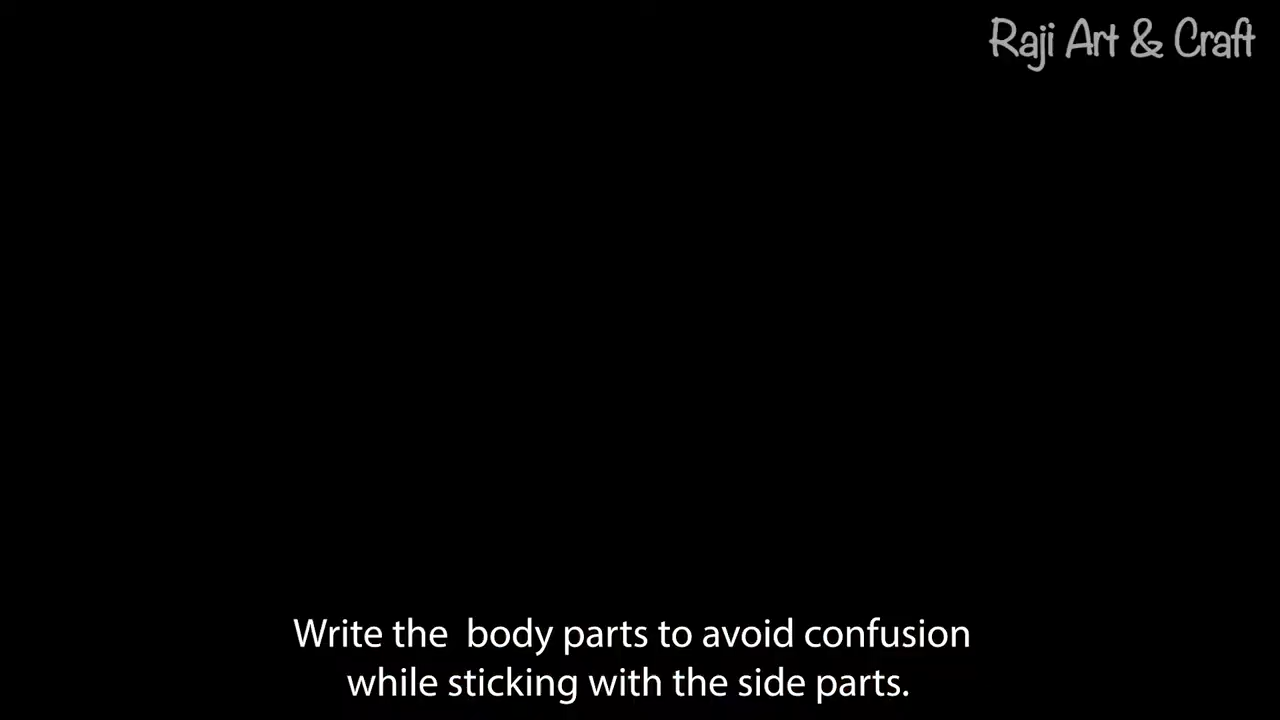 Raji Art & Craft
Write the  body parts to avoid confusion
while sticking with the side parts.